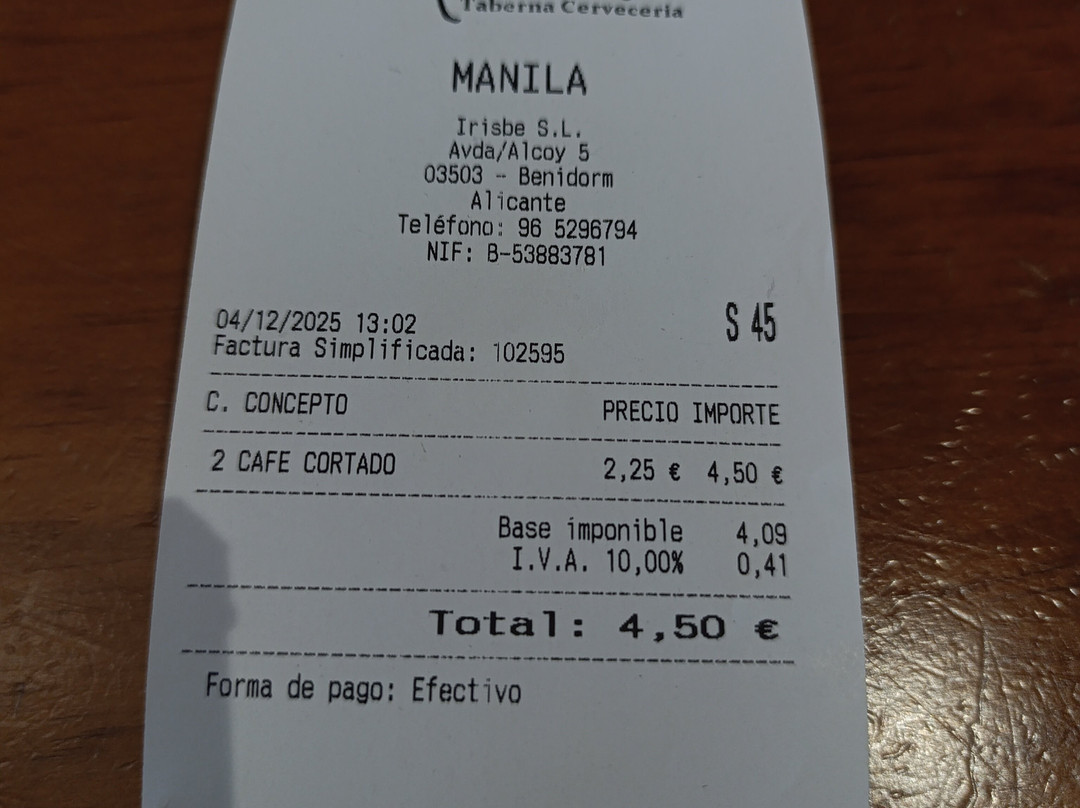 Taberna Cerveceria
MANILA
Irisbe S.L.
Avda/Alcoy 5
03503 - Benidorm
Alicante
Teléfono: 96 5296794
NIF: B-53883781
04/12/2025 13:02
S 45
Factura Simplificada: 102595
C. CONCEPTO PRECIO IMPORTE
2 CAFE CORTADO 2,25 € 4,50 €
Base imponible 4,09
I.V.A. 10,00% 0,41
Total: 4,50 €
Forma de pago: Efectivo